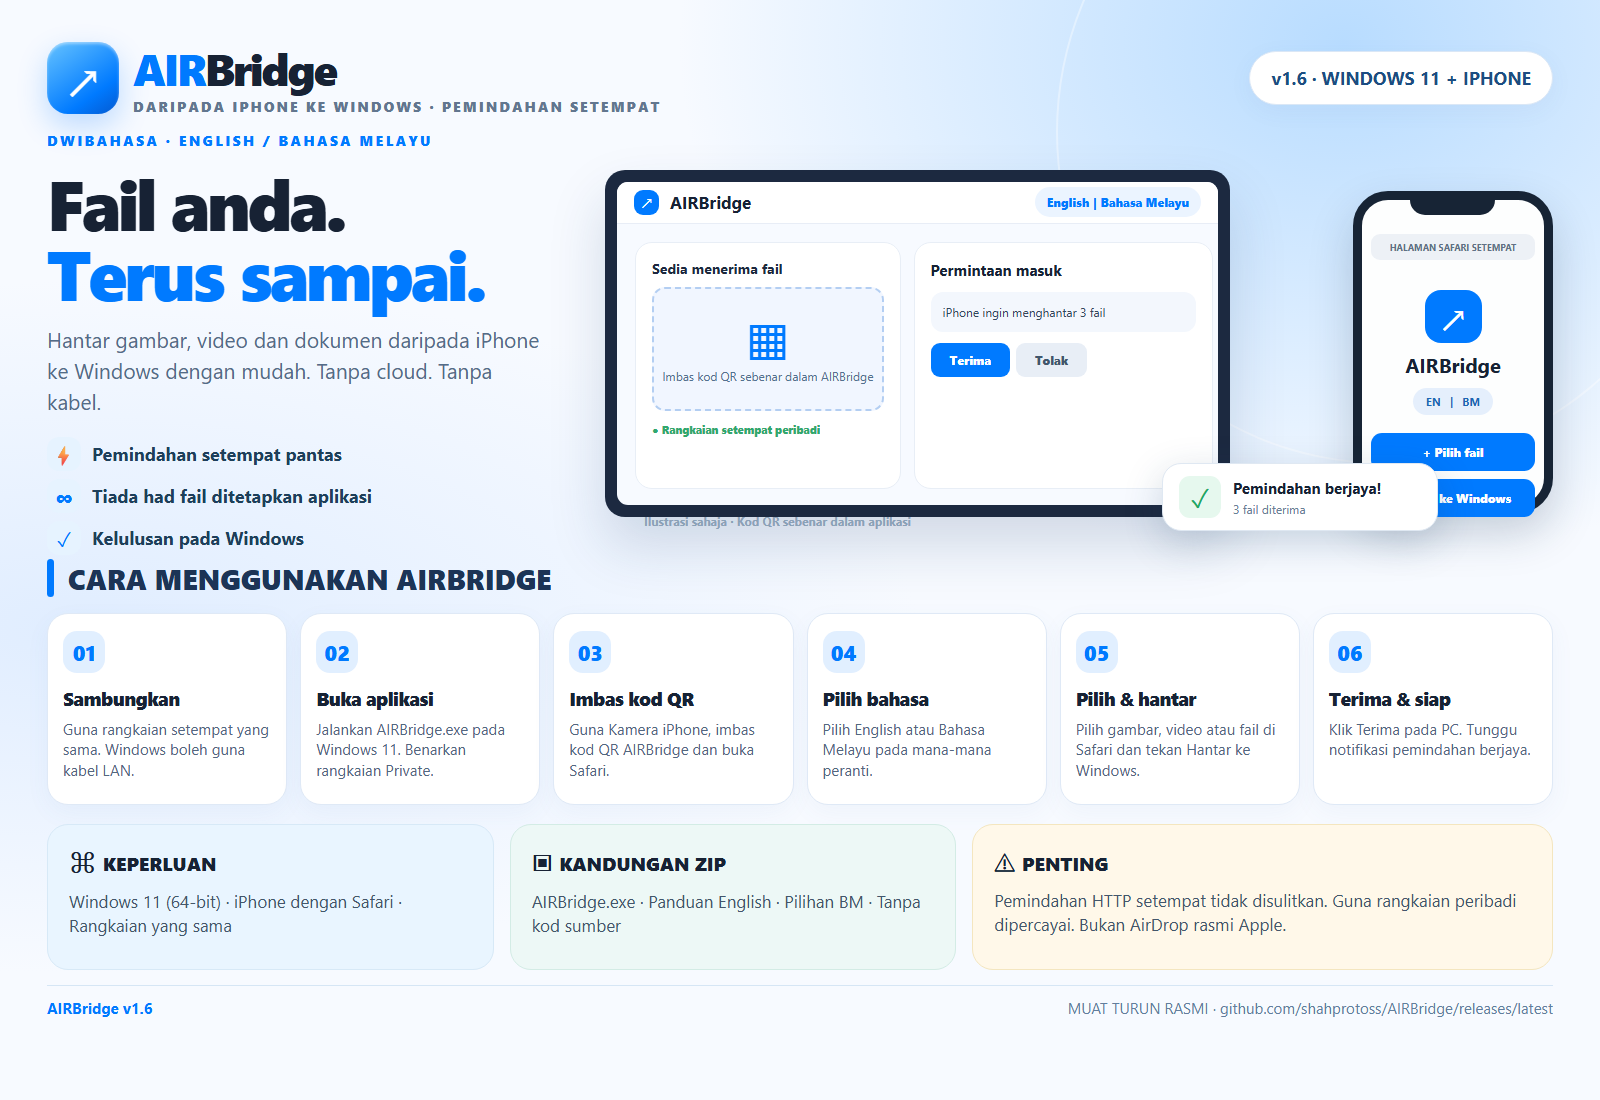 AIRBridge
DARIPADA IPHONE KE WINDOWS · PEMINDAHAN SETEMPAT
v1.6 · WINDOWS 11 + IPHONE
DWIBAHASA · ENGLISH / BAHASA MELAYU
Fail anda.
Terus sampai.
Hantar gambar, video dan dokumen daripada iPhone
ke Windows dengan mudah. Tanpa cloud. Tanpa
kabel.
Pemindahan setempat pantas
∞ Tiada had fail ditetapkan aplikasi
✓ Kelulusan pada Windows
AIRBridge
English | Bahasa Melayu
Sedia menerima fail
Imbas kod QR sebenar dalam AIRBridge
• Rangkaian setempat peribadi
Permintaan masuk
iPhone ingin menghantar 3 fail
Terima
Tolak
Ilustrasi sahaja · Kod QR sebenar dalam aplikasi
HALAMAN SAFARI SETEMPAT
AIRBridge
EN | BM
+ Pilih fail
ke Windows
✓ Pemindahan berjaya!
3 fail diterima
CARA MENGGUNAKAN AIRBRIDGE
01
Sambungkan
Guna rangkaian setempat yang
sama. Windows boleh guna
kabel LAN.
02
Buka aplikasi
Jalankan AIRBridge.exe pada
Windows 11. Benarkan
rangkaian Private.
03
Imbas kod QR
Guna Kamera iPhone, imbas
kod QR AIRBridge dan buka
Safari.
04
Pilih bahasa
Pilih English atau Bahasa
Melayu pada mana-mana
peranti.
05
Pilih & hantar
Pilih gambar, video atau fail di
Safari dan tekan Hantar ke
Windows.
06
Terima & siap
Klik Terima pada PC. Tunggu
notifikasi pemindahan berjaya.
⌘ KEPERLUAN
Windows 11 (64-bit) · iPhone dengan Safari ·
Rangkaian yang sama
▣ KANDUNGAN ZIP
AIRBridge.exe · Panduan English · Pilihan BM · Tanpa
kod sumber
⚠ PENTING
Pemindahan HTTP setempat tidak disulitkan. Guna rangkaian peribadi
dipercayai. Bukan AirDrop rasmi Apple.
AIRBridge v1.6
MUAT TURUN RASMI · github.com/shahprotoss/AIRBridge/releases/latest